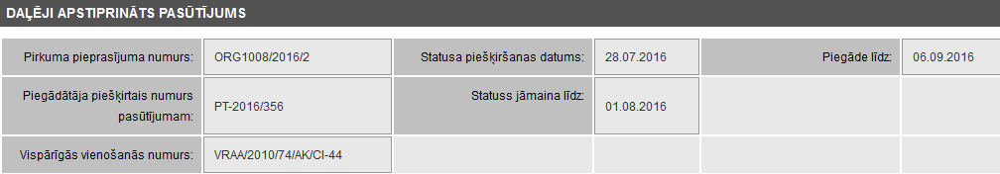 DAĻĒJI APSTIPRINĀTS PASŪTĪJUMS
Pirkuma pieprasījuma numurs: ORG1008/2016/2 Statusa piešķiršanas datums: 28.07.2016 Piegāde līdz: 06.09.2016
Piegādātāja piešķirtais numurs
pasūtījumam: PT-2016/356 Statuss jāmaina līdz: 01.08.2016
Vispārīgās vienošanās numurs: VRAA/2010/74/AK/CI-44